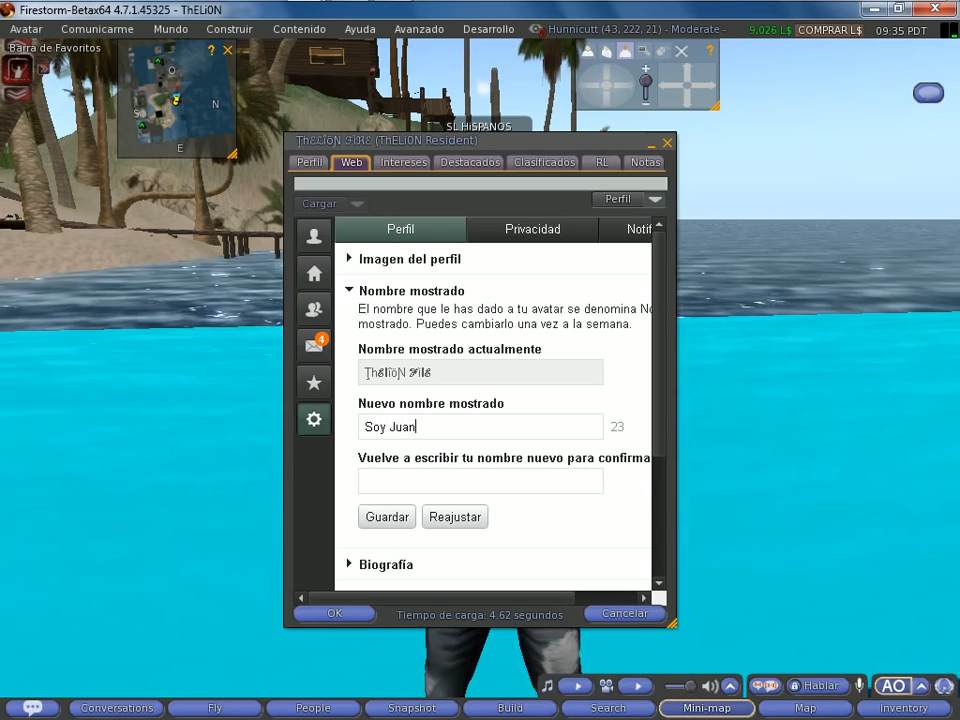 Firestorm-Betax64 4.7.1.45325 - ThELi0N
Avatar Comunicarme Mundo Construir Contenido Ayuda Avanzado Desarrollo Hunnicutt (43, 222, 21) - Moderate - 9,026 L$ COMPRAR L$ 09:35 PDT
Barra de Favoritos
? ?
O
N
S
E
SL HiSPANOS
(ThELi0N Resident)
Perfil Web Intereses Destacados Clasificados RL Notas
Cargar Perfil
Perfil Privacidad Notif
Imagen del perfil
Nombre mostrado
El nombre que le has dado a tu avatar se denomina No
mostrado. Puedes cambiarlo una vez a la semana.
Nombre mostrado actualmente
Nuevo nombre mostrado
Soy Juan 23
4
Vuelve a escribir tu nombre nuevo para confirma
Guardar Reajustar
Biografía
OK Tiempo de carga: 4.62 segundos Cancelar
Hablar AO
Conversations Fly People Snapshot Build Search Mini-map Map Inventory